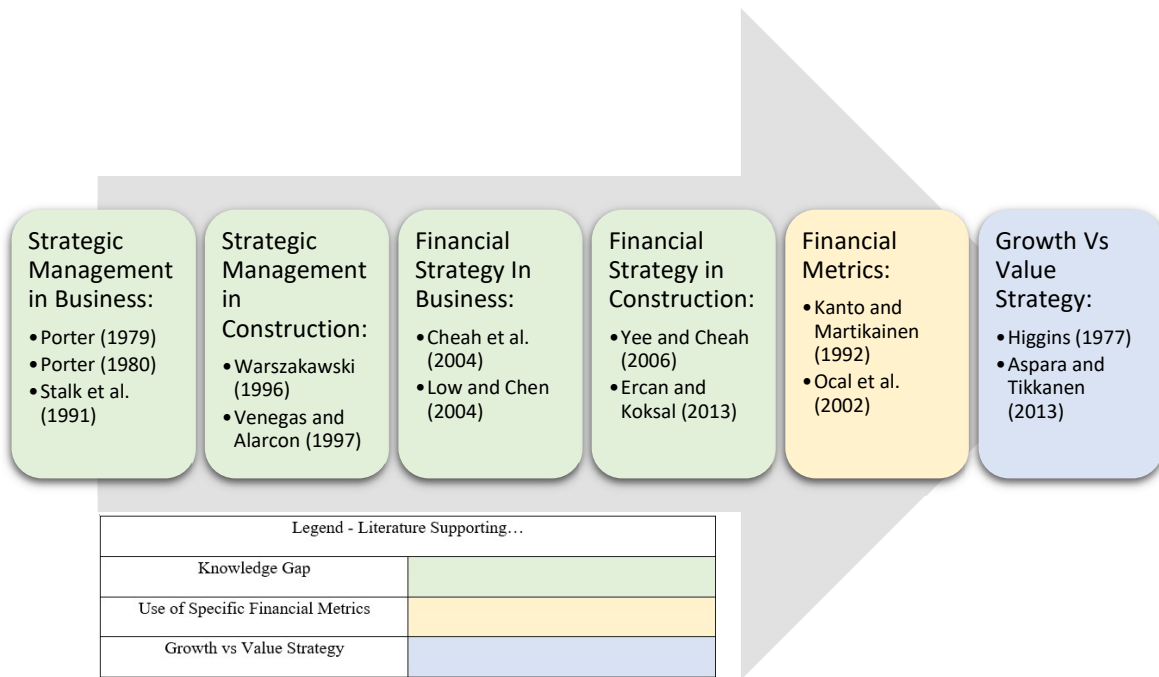 Strategic
Management
in Business:
•Porter (1979)
•Porter (1980)
•Stalk et al.
(1991)
Strategic
Management
in
Construction:
•Warszakawski
(1996)
•Venegas and
Alarcon (1997)
Financial
Strategy In
Business:
•Cheah et al.
(2004)
•Low and Chen
(2004)
Financial
Strategy in
Construction:
•Yee and Cheah
(2006)
•Ercan and
Koksal (2013)
Financial
Metrics:
•Kanto and
Martikainen
(1992)
•Ocal et al.
(2002)
Growth Vs
Value
Strategy:
•Higgins (1977)
•Aspara and
Tikkanen
(2013)
Legend - Literature Supporting…
Knowledge Gap
Use of Specific Financial Metrics
Growth vs Value Strategy